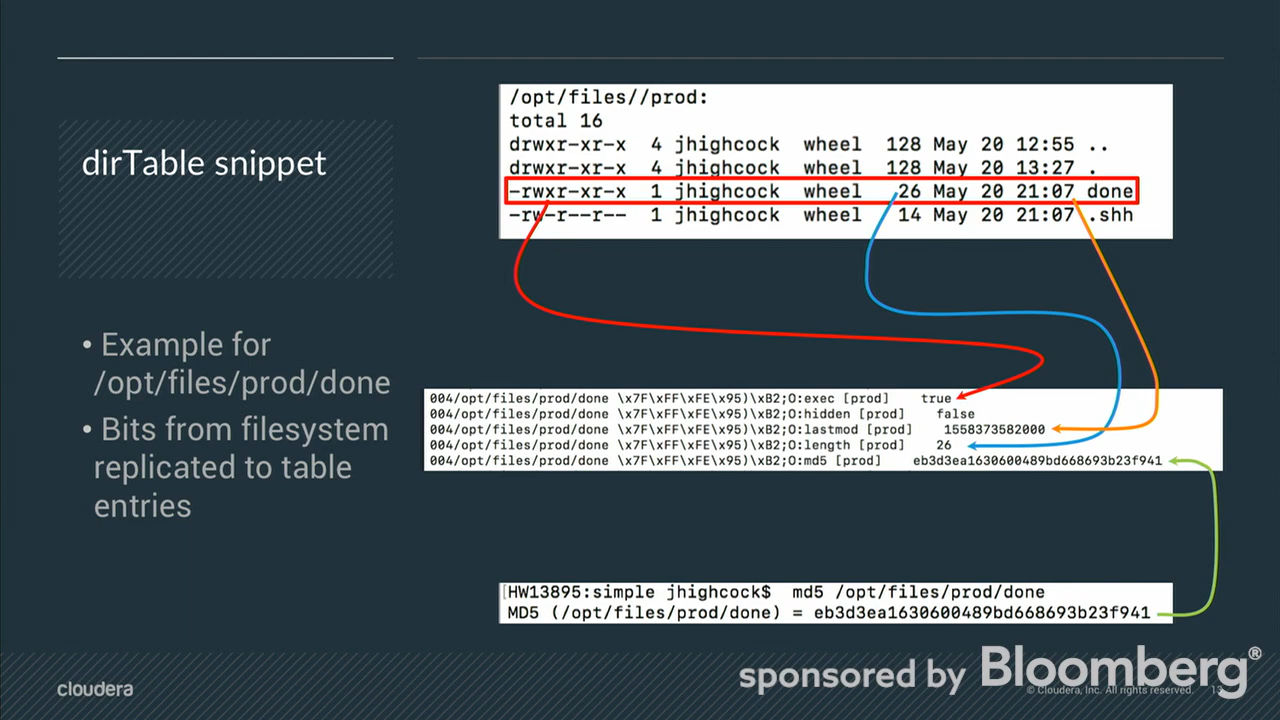 dirTable snippet
• Example for
/opt/files/prod/done
• Bits from filesystem
replicated to table
entries
/opt/files//prod:
total 16
drwxr-xr-x 4 jhighcock wheel 128 May 20 12:55 ..
drwxr-xr-x 4 jhighcock wheel 128 May 20 13:27 .
-rwxr-xr-x 1 jhighcock wheel 26 May 20 21:07 done
-rw-r--r-- 1 jhighcock wheel 14 May 20 21:07 .shh
004/opt/files/prod/done \x7F\xFF\xFE\x95)\xB2;O:exec [prod] true
004/opt/files/prod/done \x7F\xFF\xFE\x95)\xB2;O:hidden [prod] false
004/opt/files/prod/done \x7F\xFF\xFE\x95)\xB2;O:lastmod [prod] 1558373582000
004/opt/files/prod/done \x7F\xFF\xFE\x95)\xB2;O:length [prod] 26
004/opt/files/prod/done \x7F\xFF\xFE\x95)\xB2;O:md5 [prod] eb3d3ea1630600489bd668693b23f941
[HW13895:simple jhighcock$ md5 /opt/files/prod/done
MD5 (/opt/files/prod/done) = eb3d3ea1630600489bd668693b23f941
cloudera
sponsored by Bloomberg®
© Cloudera, Inc. All rights reserved.